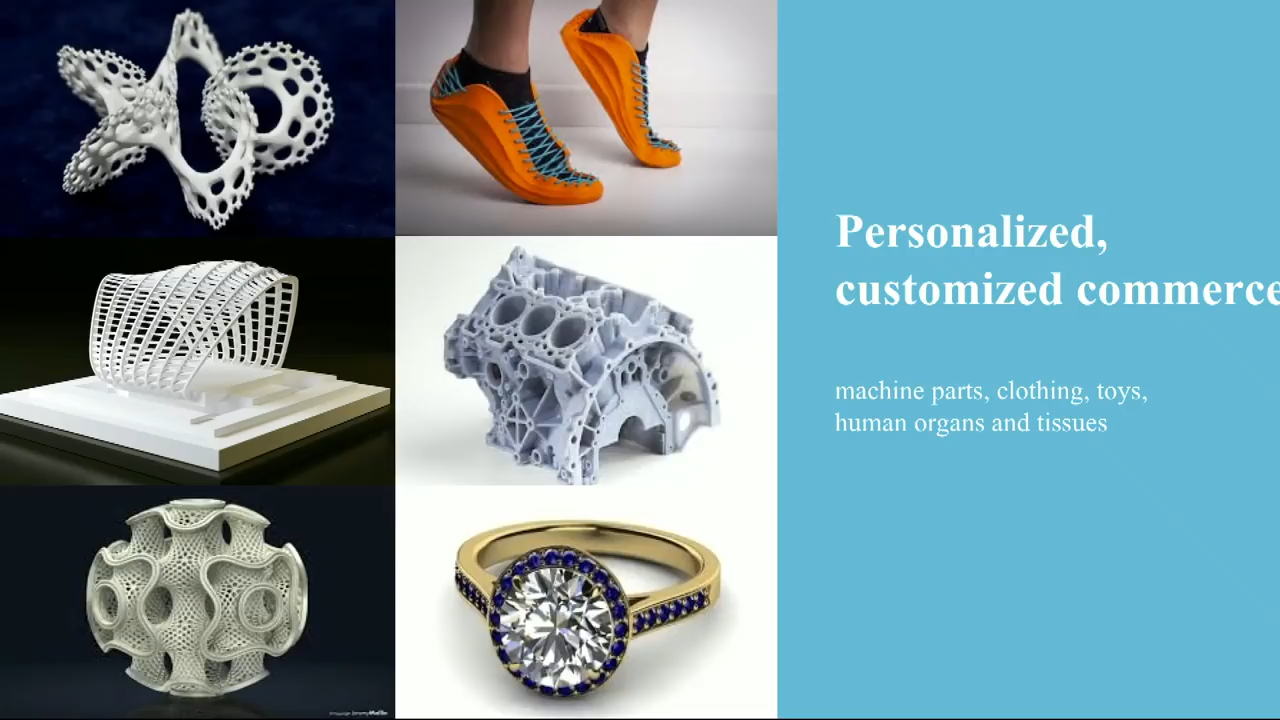 Personalized,
customized commerce
machine parts, clothing, toys,
human organs and tissues